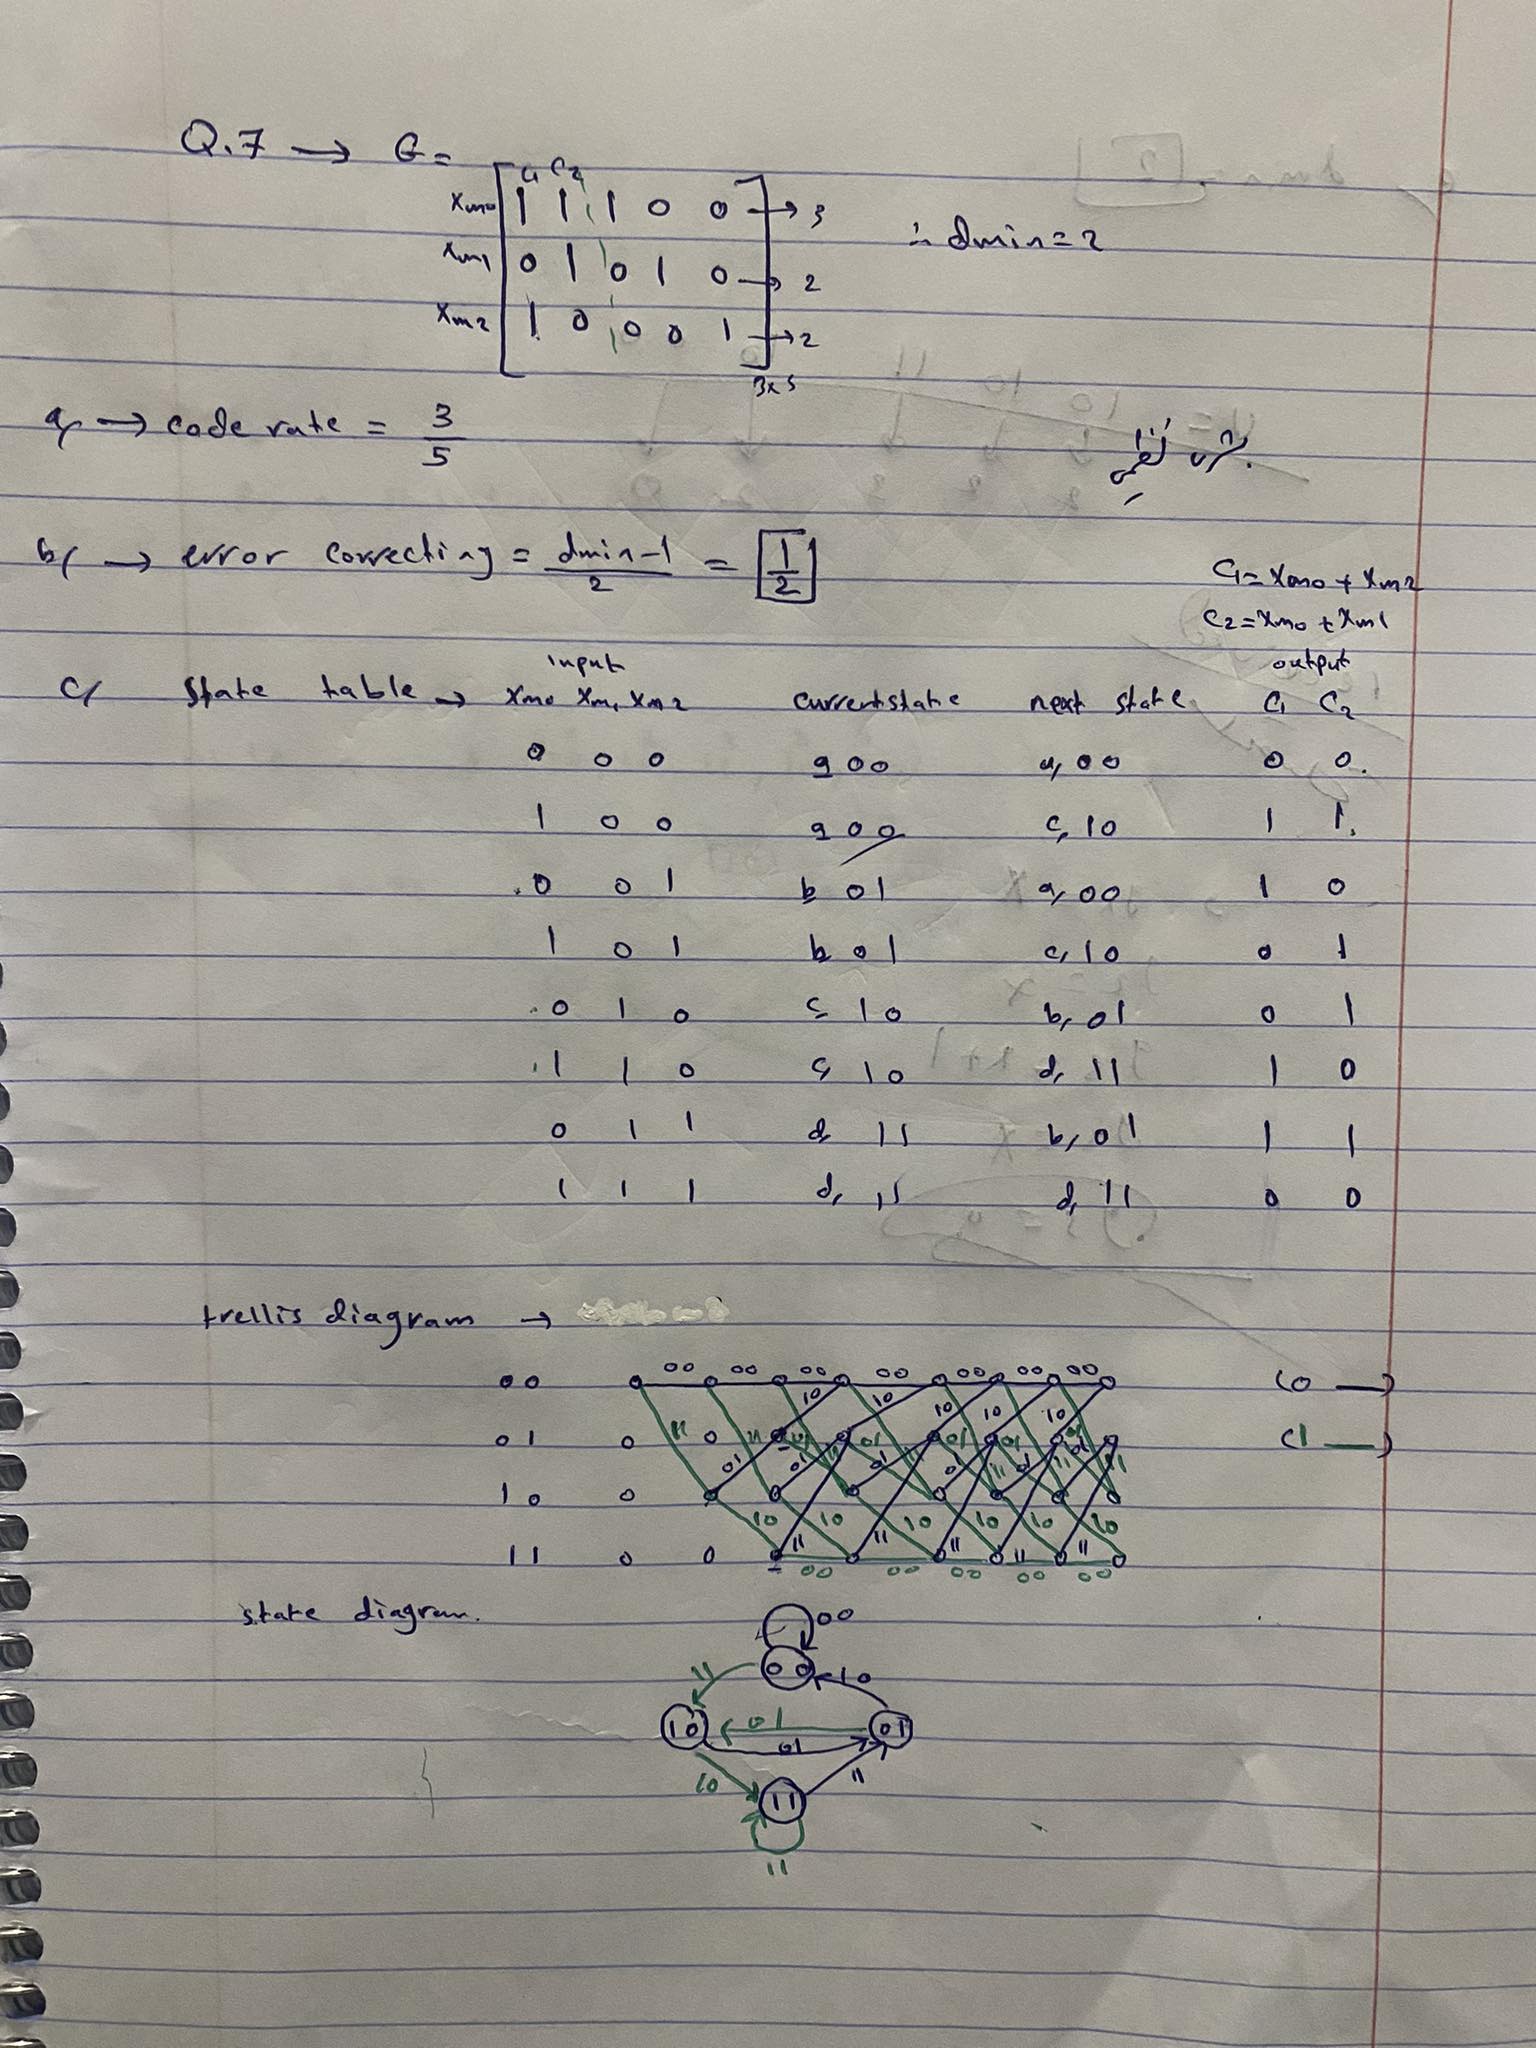 Q.7 → G =
C1 C2
Xm0 1 1 1 0 0 → 3
∴ dmin = 2
Xm1 0 1 0 1 0 → 2
Xm2 1 0 0 0 1 → 2
3x5
a, → code rate = 3/5
b, → error correcting = dmin-1/2 = 1/2
C1 = Xm0 + Xm2
C2 = Xm0 + Xm1
input output
c, state table → Xm0 Xm1 Xm2 current state next state C1 C2
0 0 0 a 00 a, 00 0 0
1 0 0 a 00 c, 10 1 1
0 0 1 b 01 a, 00 1 0
1 0 1 b 01 c, 10 0 1
0 1 0 c 10 b, 01 0 1
1 1 0 c, 10 d, 11 1 0
0 1 1 d, 11 b, 01 1 1
1 1 1 d, 11 d, 11 0 0
trellis diagram →
00 00 00 00 00 00 00 00 (0 —)
10 10 10 10 10
01 (1 —)
11
01 01 01 01 01
10
10 10 10 10 10 10
11 11 11 11 11
11
00 00 00 00 00
state diagram.
00
00
11 10
10 01 01
01
10 11
11
11